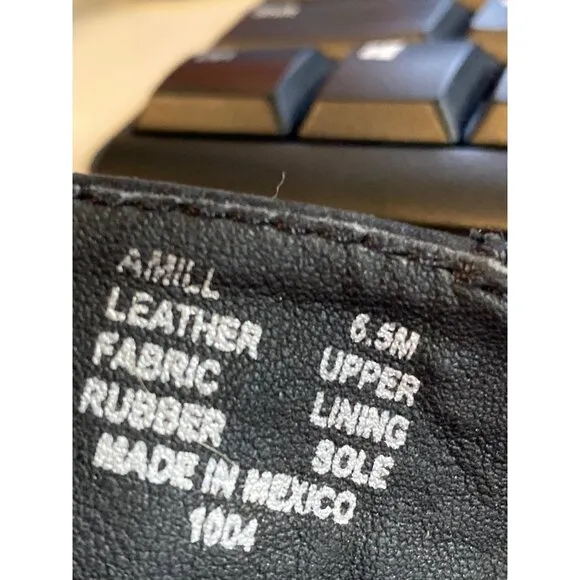 AMILL 6.5M
LEATHER UPPER
FABRIC LINING
RUBBER SOLE
MADE IN MEXICO
1004